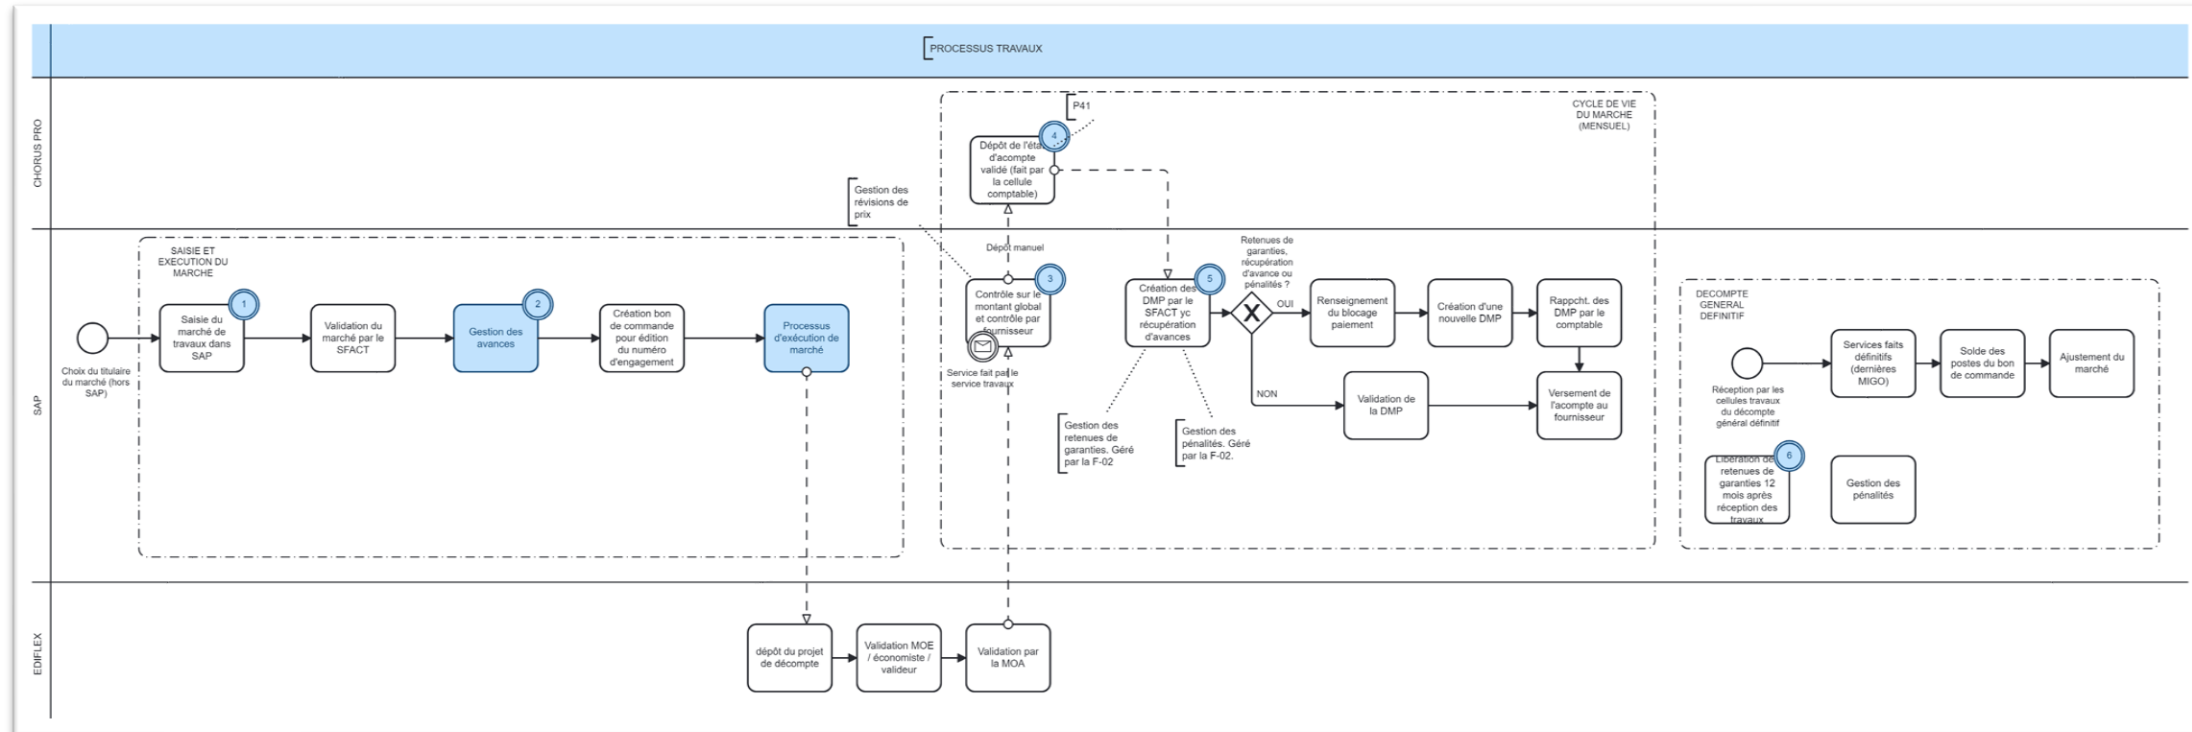 PROCESSUS TRAVAUX
CHORUS PRO
P41
CYCLE DE VIE
DU MARCHE
(MENSUEL)
4
Dépôt de l'éta
d'acompte
validé (fait par
la cellule
comptable)
Gestion des
révisions de
prix
SAP
SAISIE ET
EXECUTION DU
MARCHE
Choix du titulaire
du marché (hors
SAP)
1
Saisie du
marché de
travaux dans
SAP
Validation du
marché par le
SFACT
2
Gestion des
avances
Création bon
de commande
pour édition
du numéro
d'engagement
Processus
d'exécution de
marché
Dépôt manuel
3
Contrôle sur le
montant global
et contrôle par
fournisseur
Service fait par le
service travaux
5
Création des
DMP par le
SFACT yc
récupération
d'avances
Gestion des
retenues de
garanties. Géré
par la F-02
Gestion des
pénalités. Géré
par la F-02.
Retenues de
garanties,
récupération
d'avance ou
pénalités ?
X
OUI
Renseignement
du blocage
paiement
Création d'une
nouvelle DMP
Rappcht. des
DMP par le
comptable
NON
Validation de
la DMP
Versement de
l'acompte au
fournisseur
DECOMPTE
GENERAL
DEFINITIF
Réception par les
cellules travaux
du décompte
général définitif
Services faits
définitifs
(dernières
MIGO)
Solde des
postes du bon
de commande
Ajustement du
marché
6
Libération de
retenues de
garanties 12
mois après
réception des
travaux
Gestion des
pénalités
EDIFLEX
dépôt du projet
de décompte
Validation MOE
/ économiste /
valideur
Validation par
la MOA